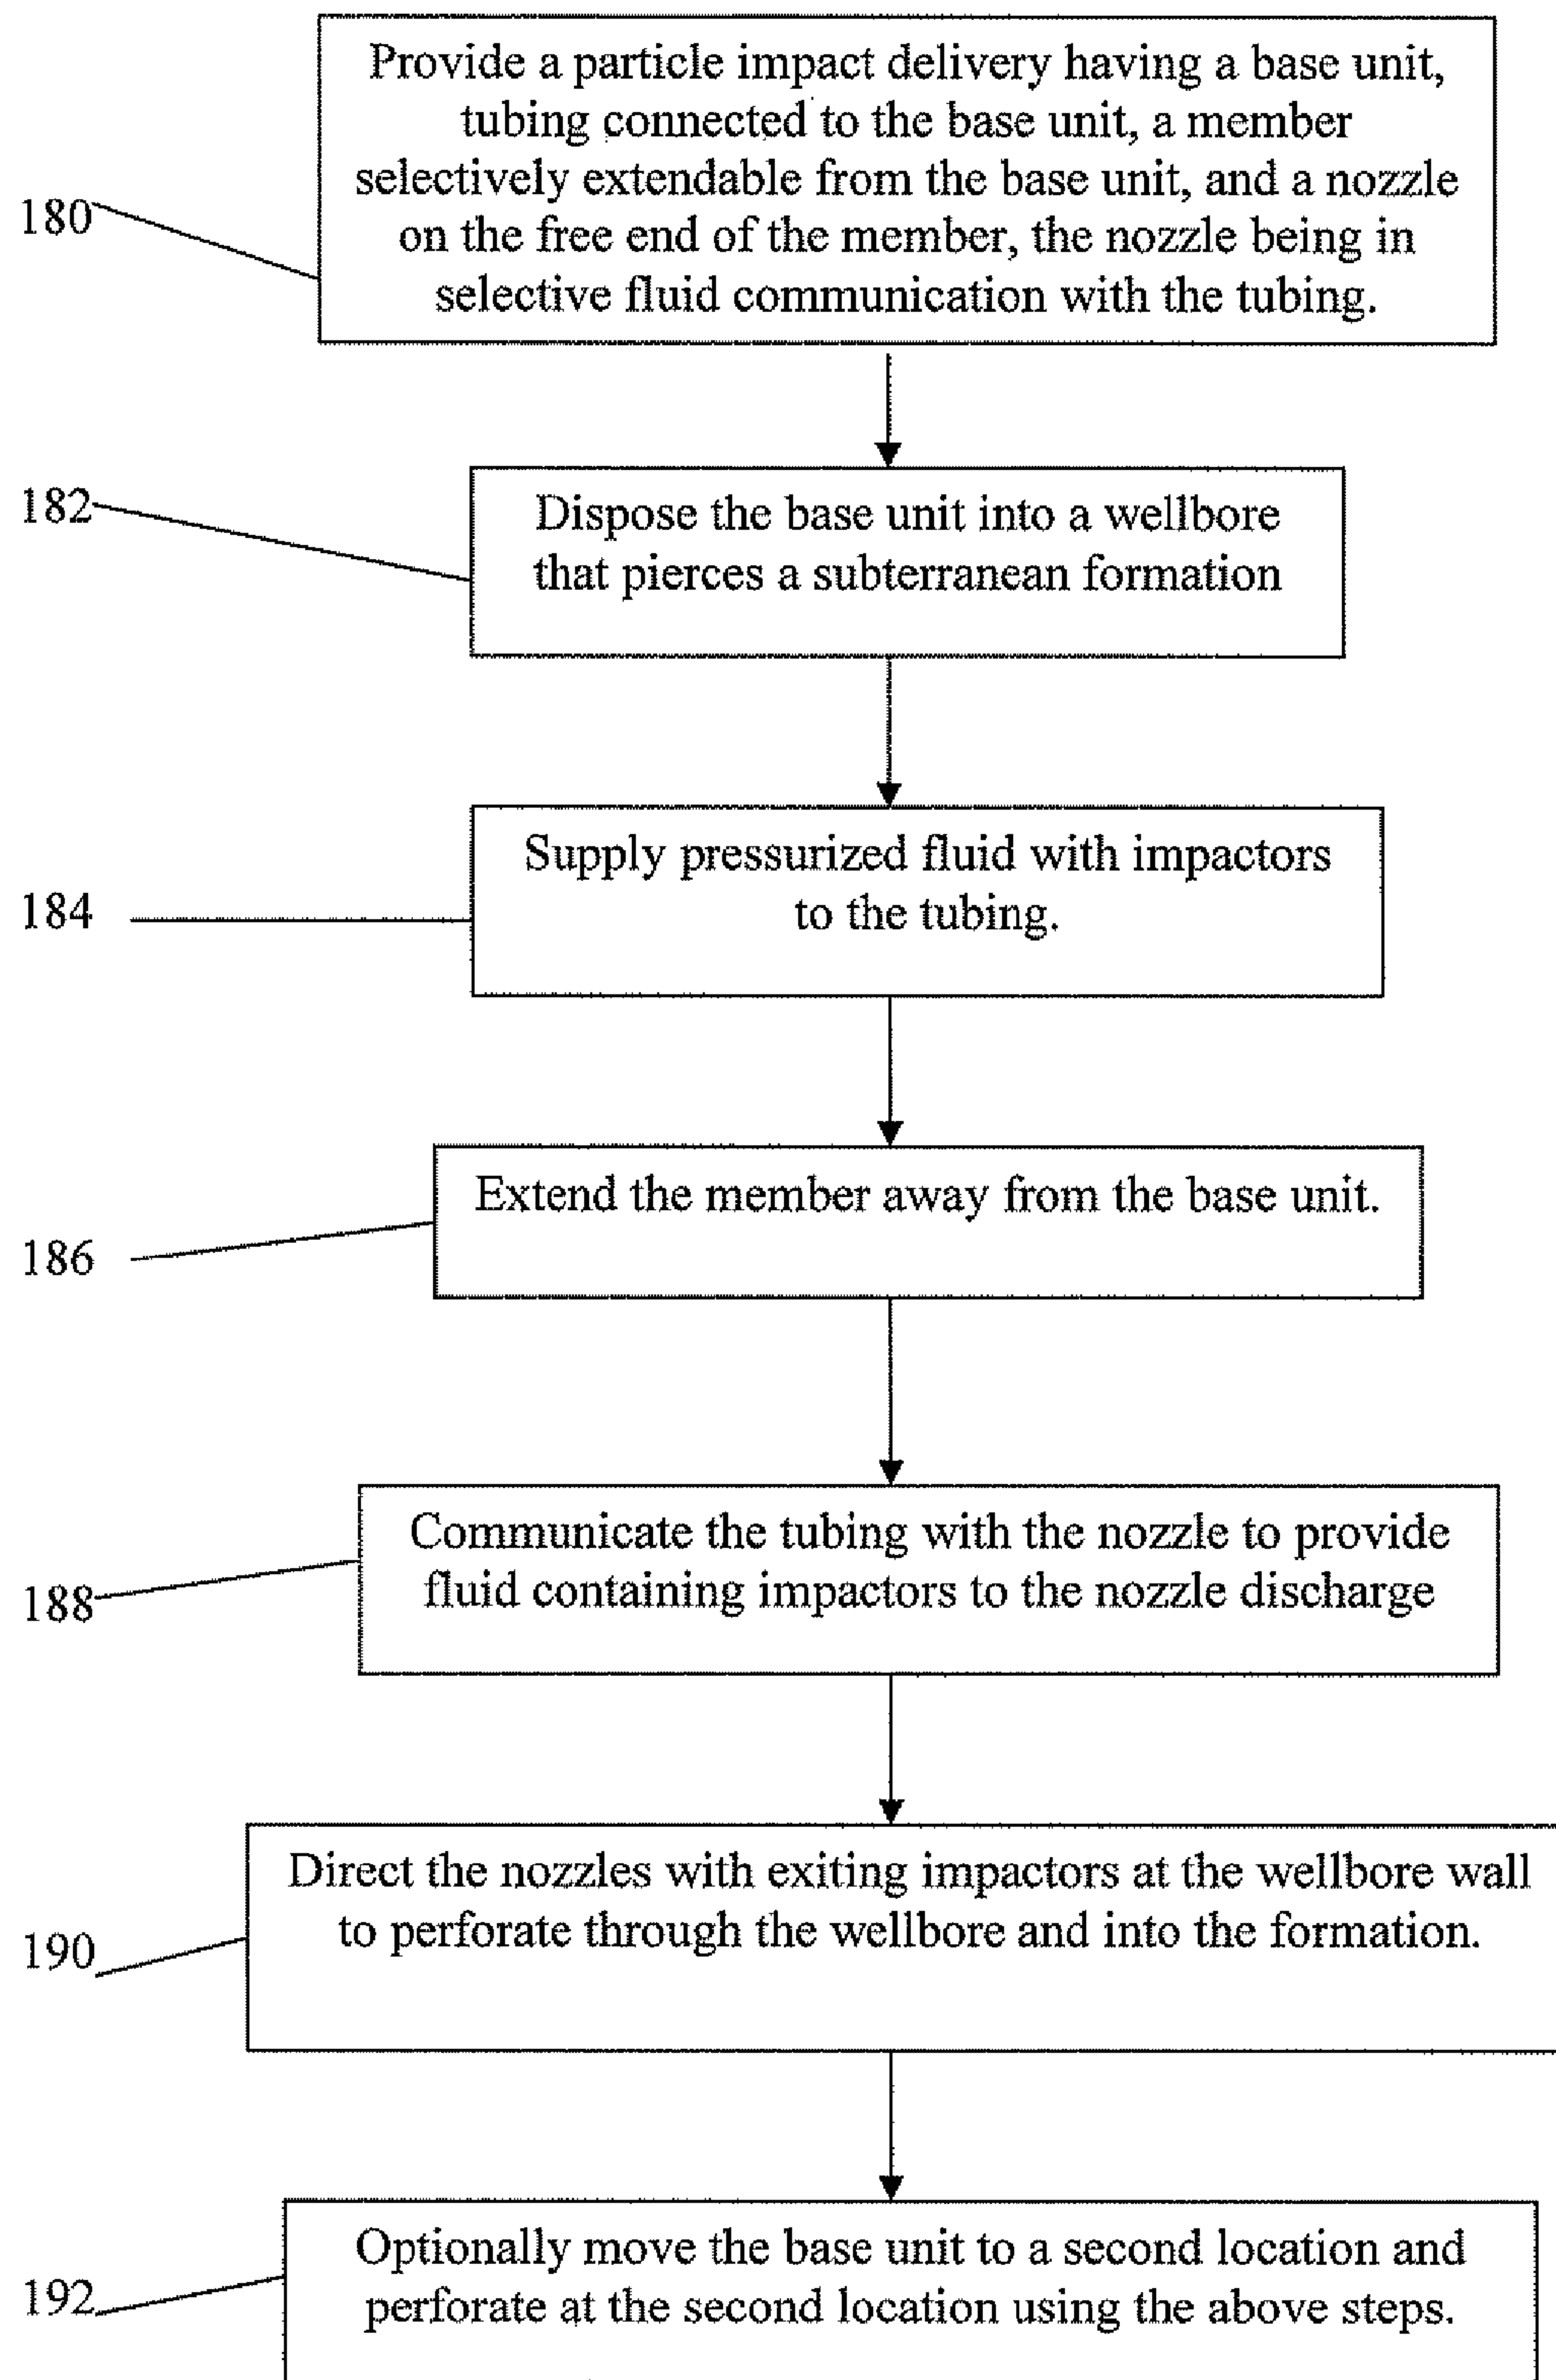 Provide a particle impact delivery having a base unit,
tubing connected to the base unit, a member
selectively extendable from the base unit, and a nozzle
180
on the free end of the member, the nozzle being in
selective fluid communication with the tubing.
182
Dispose the base unit into a wellbore
that pierces a subterranean formation
Supply pressurized fluid with impactors
184
to the tubing.
Extend the member away from the base unit.
186
Communicate the tubing with the nozzle to provide
fluid containing impactors to the nozzle discharge
188
Direct the nozzles with exiting impactors at the wellbore wall
to perforate through the wellbore and into the formation.
190
Optionally move the base unit to a second location and
192
perforate at the second location using the above steps.